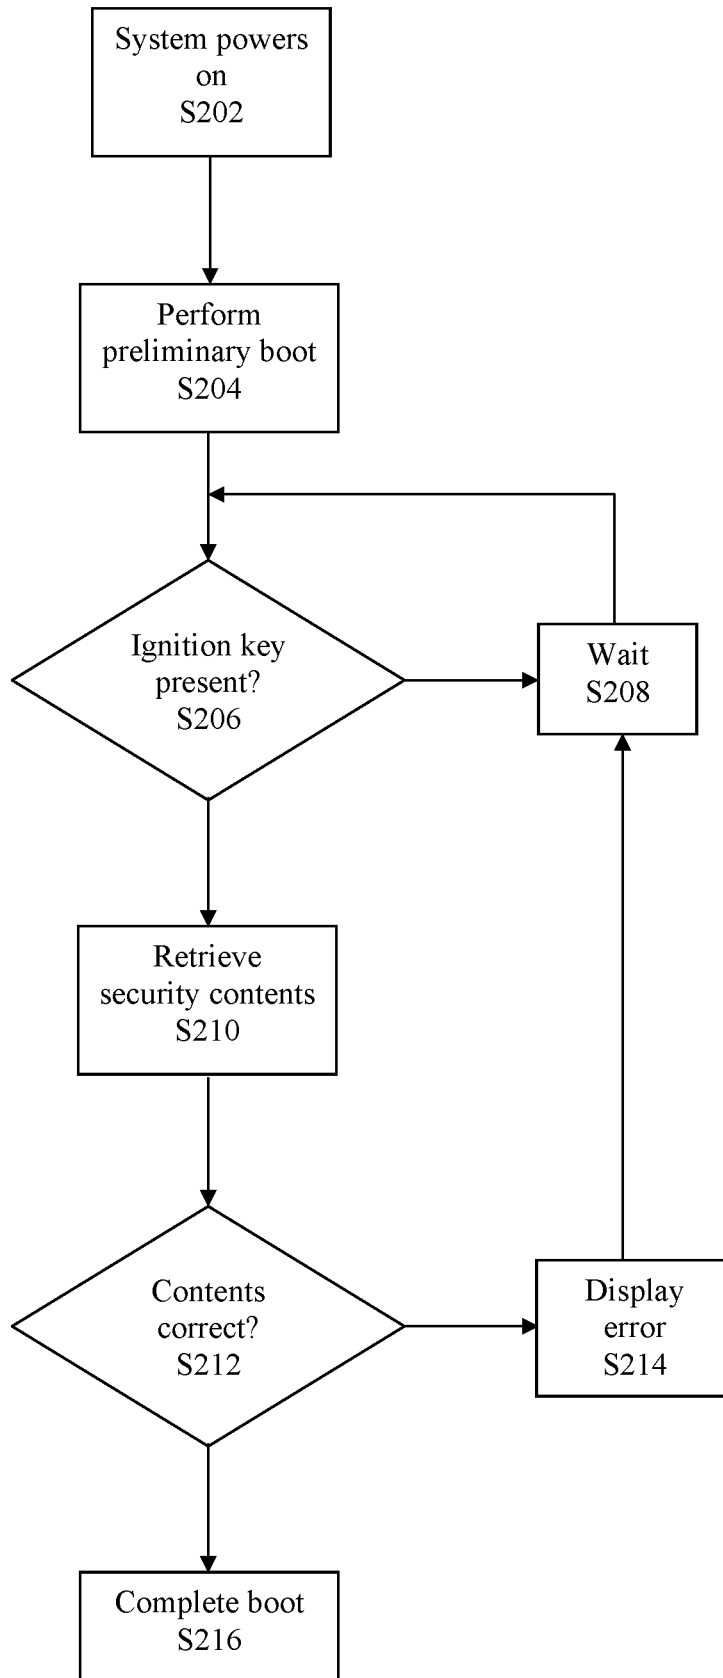 System powers
on
S202
Perform
preliminary boot
S204
Ignition key
present?
S206
Wait
S208
Retrieve
security contents
S210
Contents
correct?
S212
Display
error
S214
Complete boot
S216